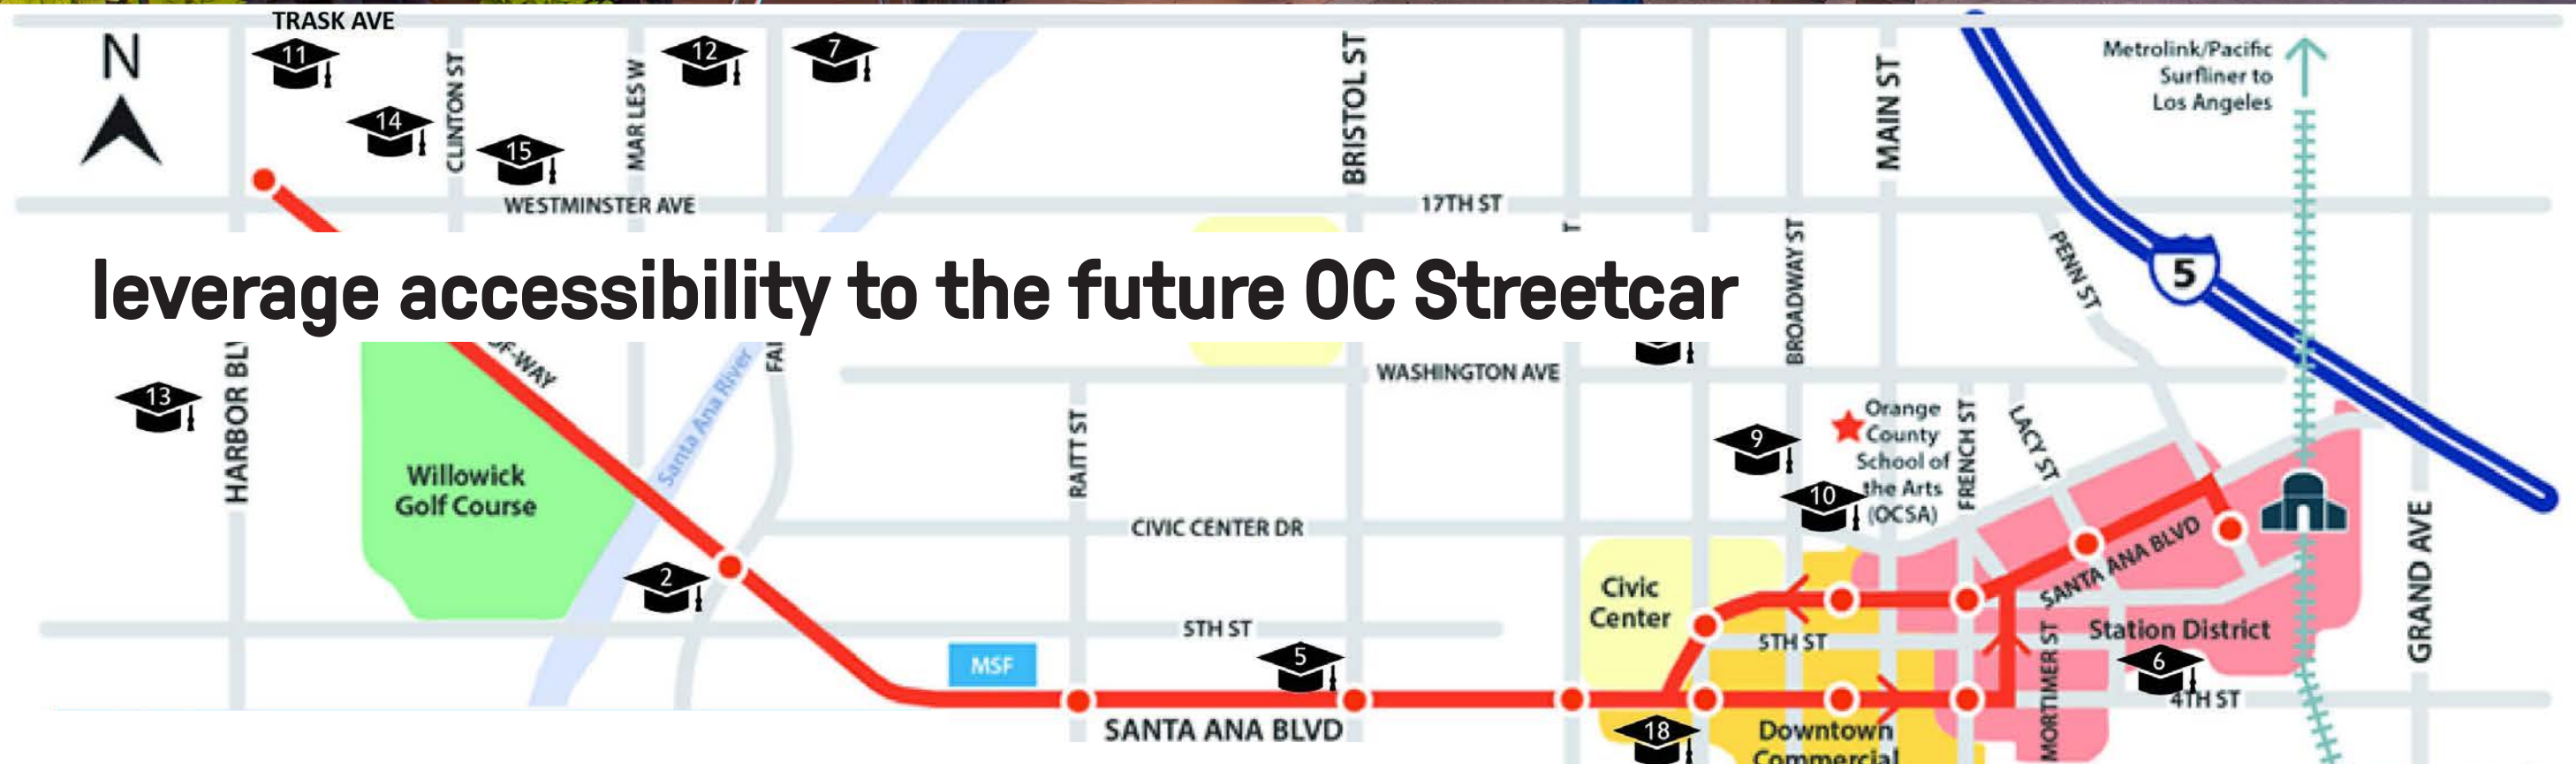 TRASK AVE
N
11
12
7
14
15
CLINTON ST
MAR LES W
BRISTOL ST
MAIN ST
Metrolink/Pacific
Surfliner to
Los Angeles
WESTMINSTER AVE
17TH ST
BROADWAY ST
PENN ST
5
leverage accessibility to the future OC Streetcar
13
HARBOR BLV
OF-WAY
Santa Ana River
FAI
WASHINGTON AVE
RAITT ST
Willowick
Golf Course
9
10
Orange
County
School of
the Arts
(OCSA)
FRENCH ST
LACY ST
CIVIC CENTER DR
SANTA ANA BLVD
GRAND AVE
2
Civic
Center
5TH ST
5TH ST
MSF
5
Station District
MORTIMER ST
6
4TH ST
SANTA ANA BLVD
18
Downtown
Commercial